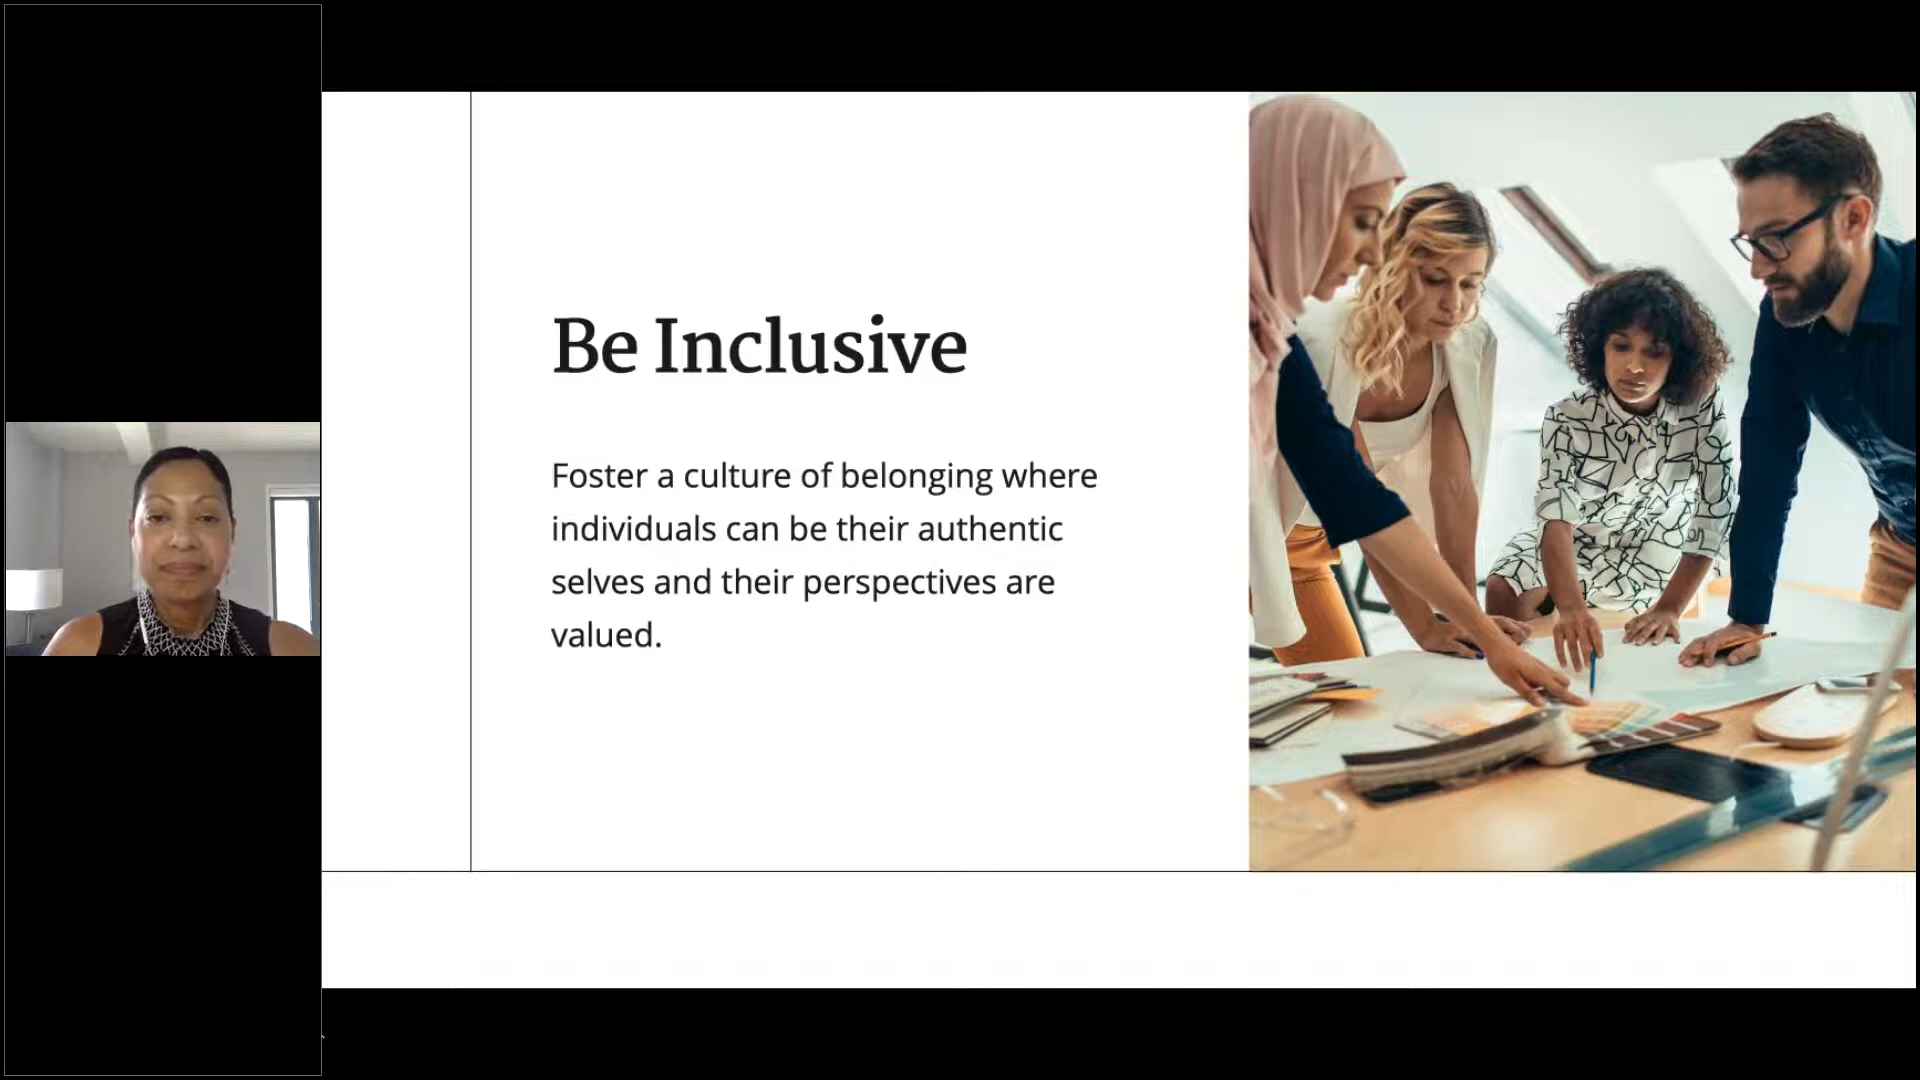 Be Inclusive
Foster a culture of belonging where
individuals can be their authentic
selves and their perspectives are
valued.